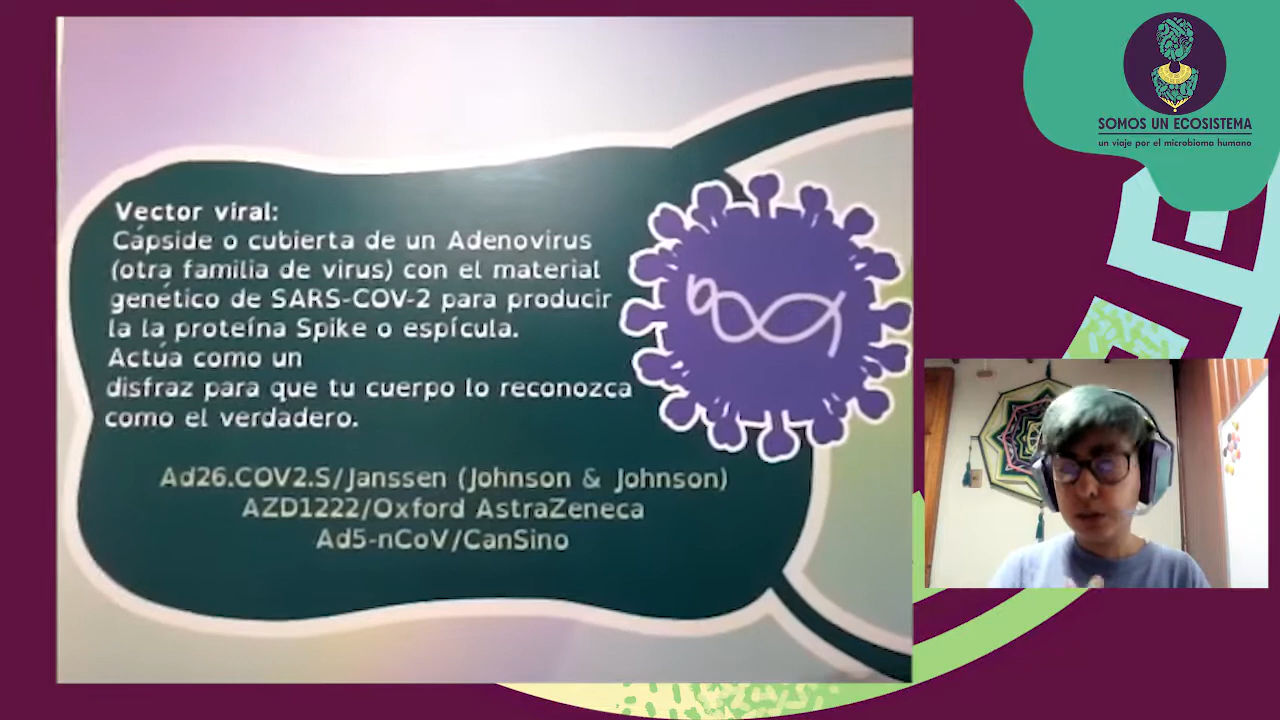 Vector viral:
Cápside o cubierta de un Adenovirus
(otra familia de virus) con el material
genético de SARS-COV-2 para producir
la la proteína Spike o espícula.
Actúa como un
disfraz para que tu cuerpo lo reconozca
como el verdadero.
Ad26.COV2.S/Janssen (Johnson & Johnson)
AZD1222/Oxford AstraZeneca
Ad5-nCoV/CanSino
SOMOS UN ECOSISTEMA
un viaje por el microbioma humano